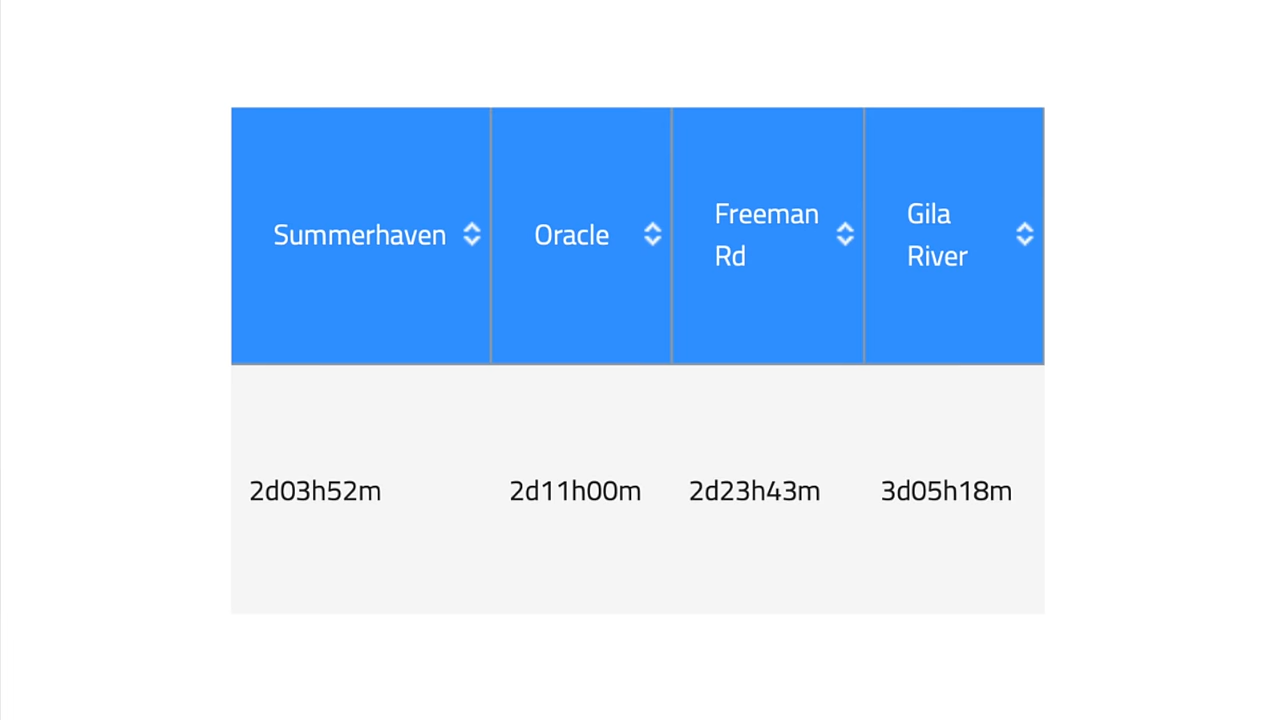 Summerhaven
Oracle
Freeman
Rd
Gila
River
2d03h52m
2d11h00m
2d23h43m
3d05h18m